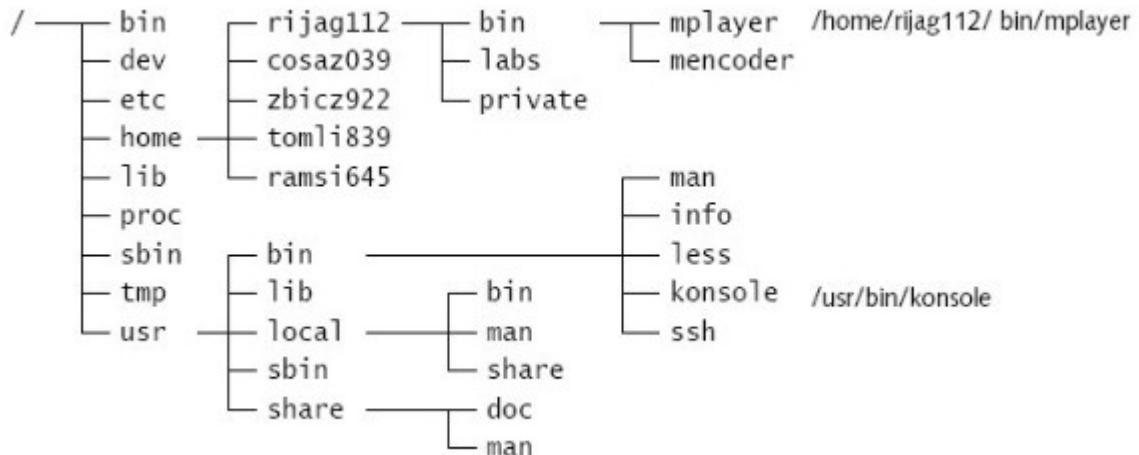 / bin rijag112 bin mplayer /home/rijag112/ bin/mplayer
dev cosaz039 labs mencoder
etc zbicz922 private
home tomli839
lib ramsi645 man
proc info
sbin bin less
tmp lib bin konsole /usr/bin/konsole
usr local man ssh
sbin share
share doc
man